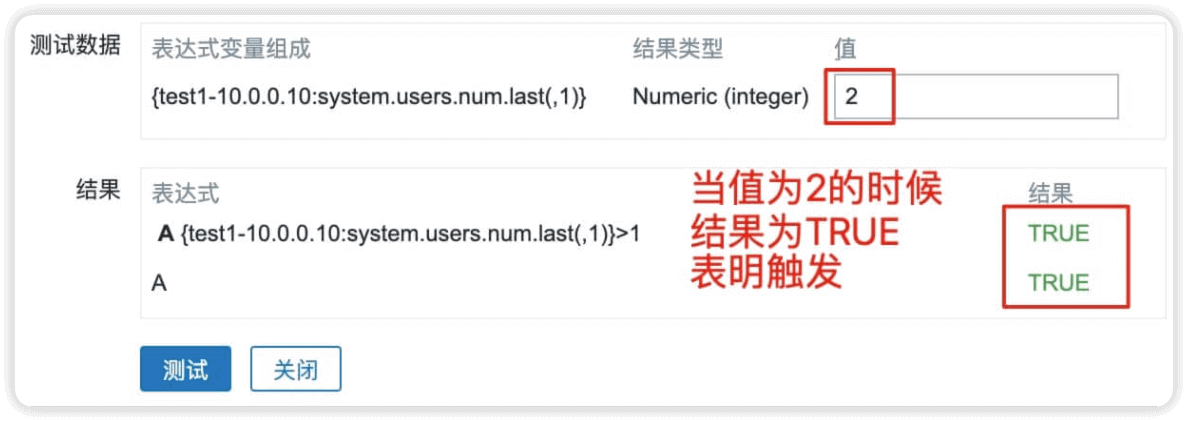 测试数据 表达式变量组成 结果类型 值
{test1-10.0.0.10:system.users.num.last(,1)} Numeric (integer) 2
结果 表达式 结果
A {test1-10.0.0.10:system.users.num.last(,1)}>1 TRUE
A TRUE
当值为2的时候
结果为TRUE
表明触发
测试 关闭